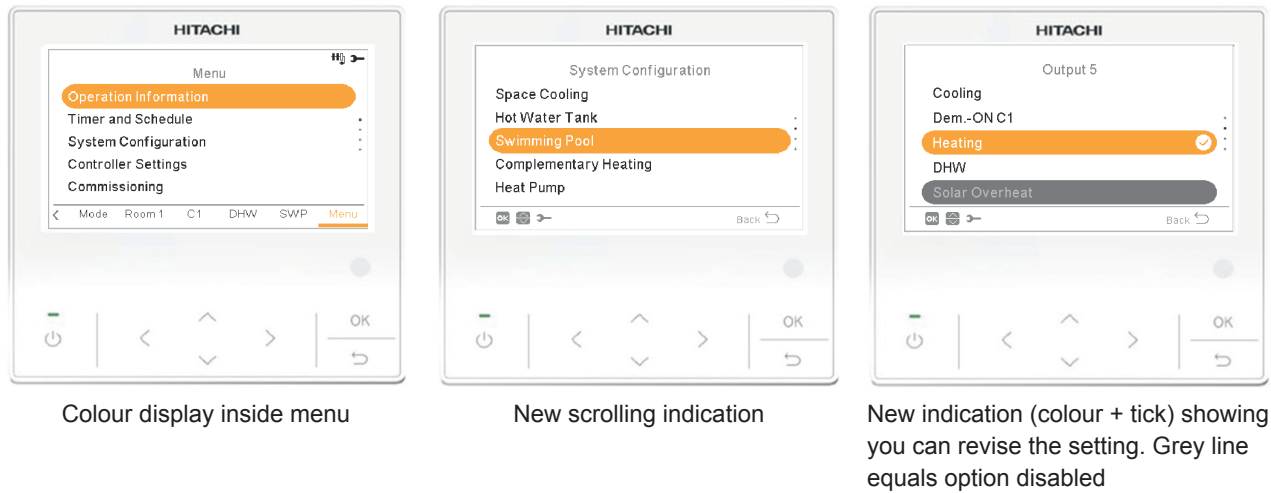 HITACHI
Menu
Operation Information
Timer and Schedule
System Configuration
Controller Settings
Commissioning
Mode Room 1 C1 DHW SWP Menu
OK
Colour display inside menu
HITACHI
System Configuration
Space Cooling
Hot Water Tank
Swimming Pool
Complementary Heating
Heat Pump
OK Back
OK
New scrolling indication
HITACHI
Output 5
Cooling
Dem.-ON C1
Heating
DHW
Solar Overheat
OK Back
OK
New indication (colour + tick) showing
you can revise the setting. Grey line
equals option disabled